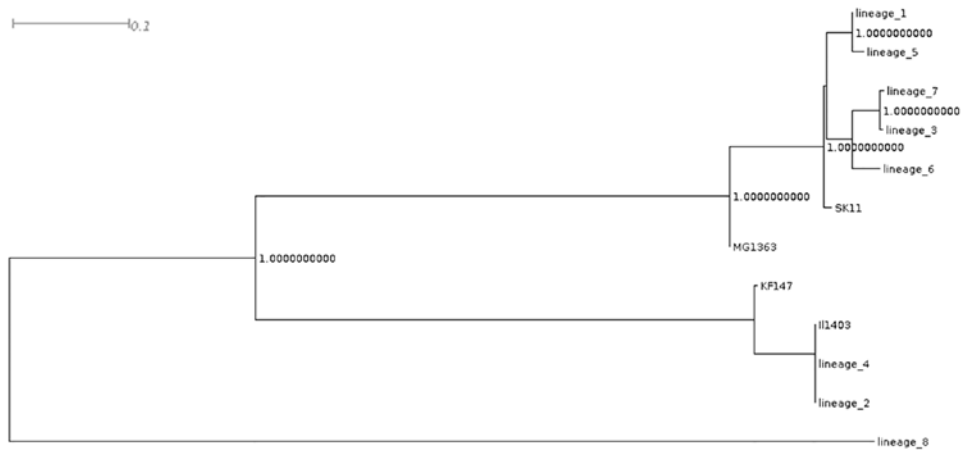 lineage_1
0.2
1.0000000000
lineage_5
lineage_7
1.0000000000
lineage_3
1.0000000000
lineage_6
1.0000000000
SK11
MG1363
1.0000000000
KF147
Il1403
lineage_4
lineage_2
lineage_8